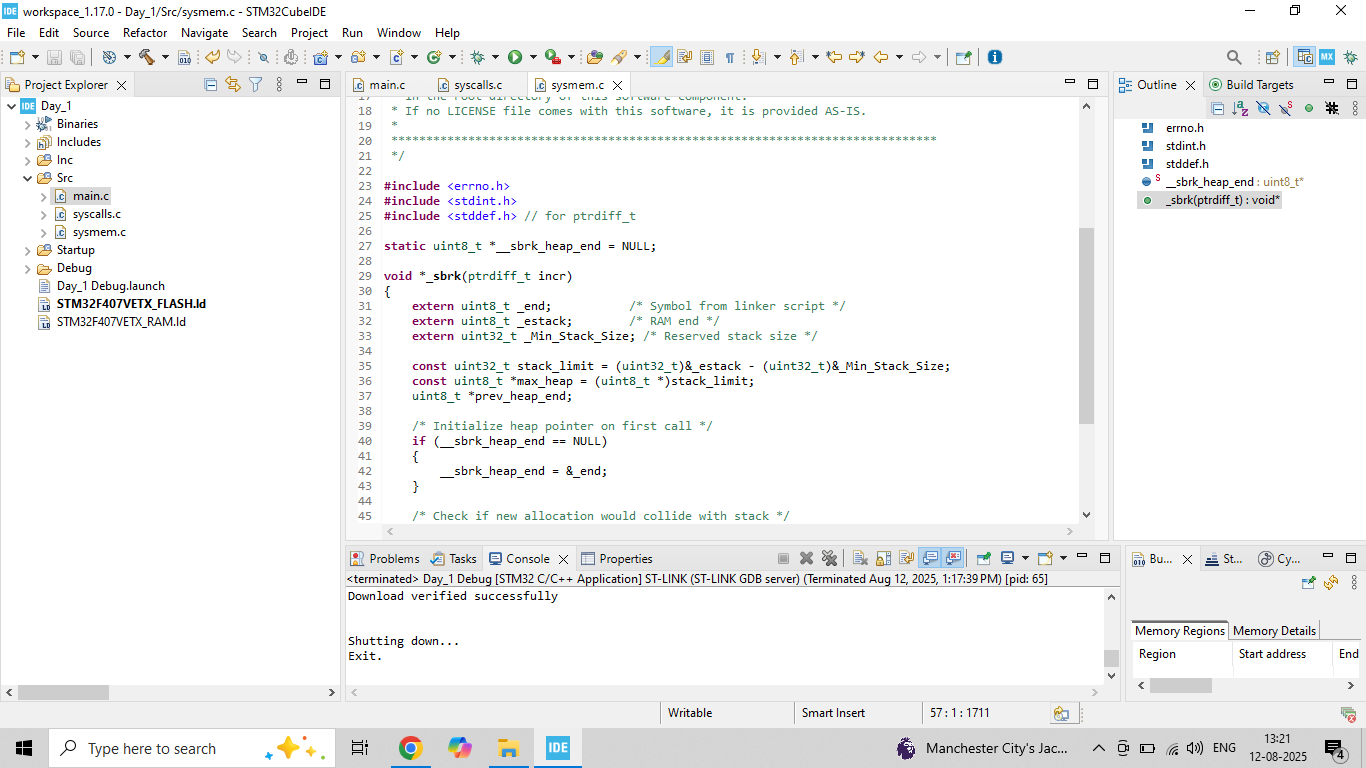 workspace_1.17.0 - Day_1/Src/sysmem.c - STM32CubeIDE
File Edit Source Refactor Navigate Search Project Run Window Help
Project Explorer
Day_1
Binaries
Includes
Inc
Src
main.c
syscalls.c
sysmem.c
Startup
Debug
Day_1 Debug.launch
STM32F407VETX_FLASH.ld
STM32F407VETX_RAM.ld
main.c syscalls.c sysmem.c
17 * in the root directory of this software component.
18 * If no LICENSE file comes with this software, it is provided AS-IS.
19 *
20 ******************************************************************************
21 */
22
23 #include <errno.h>
24 #include <stdint.h>
25 #include <stddef.h> // for ptrdiff_t
26
27 static uint8_t *__sbrk_heap_end = NULL;
28
29 void *_sbrk(ptrdiff_t incr)
30 {
31 extern uint8_t _end; /* Symbol from linker script */
32 extern uint8_t _estack; /* RAM end */
33 extern uint32_t _Min_Stack_Size; /* Reserved stack size */
34
35 const uint32_t stack_limit = (uint32_t)&_estack - (uint32_t)&_Min_Stack_Size;
36 const uint8_t *max_heap = (uint8_t *)stack_limit;
37 uint8_t *prev_heap_end;
38
39 /* Initialize heap pointer on first call */
40 if (__sbrk_heap_end == NULL)
41 {
42 __sbrk_heap_end = &_end;
43 }
44
45 /* Check if new allocation would collide with stack */
Outline Build Targets
errno.h
stdint.h
stddef.h
__sbrk_heap_end : uint8_t*
_sbrk(ptrdiff_t) : void*
Problems Tasks Console Properties
<terminated> Day_1 Debug [STM32 C/C++ Application] ST-LINK (ST-LINK GDB server) (Terminated Aug 12, 2025, 1:17:39 PM) [pid: 65]
Download verified successfully
Shutting down...
Exit.
Bu... St... Cy...
Memory Regions Memory Details
Region Start address End
Writable Smart Insert 57 : 1 : 1711
Type here to search
IDE
Manchester City's Jac...
ENG
13:21
12-08-2025
4